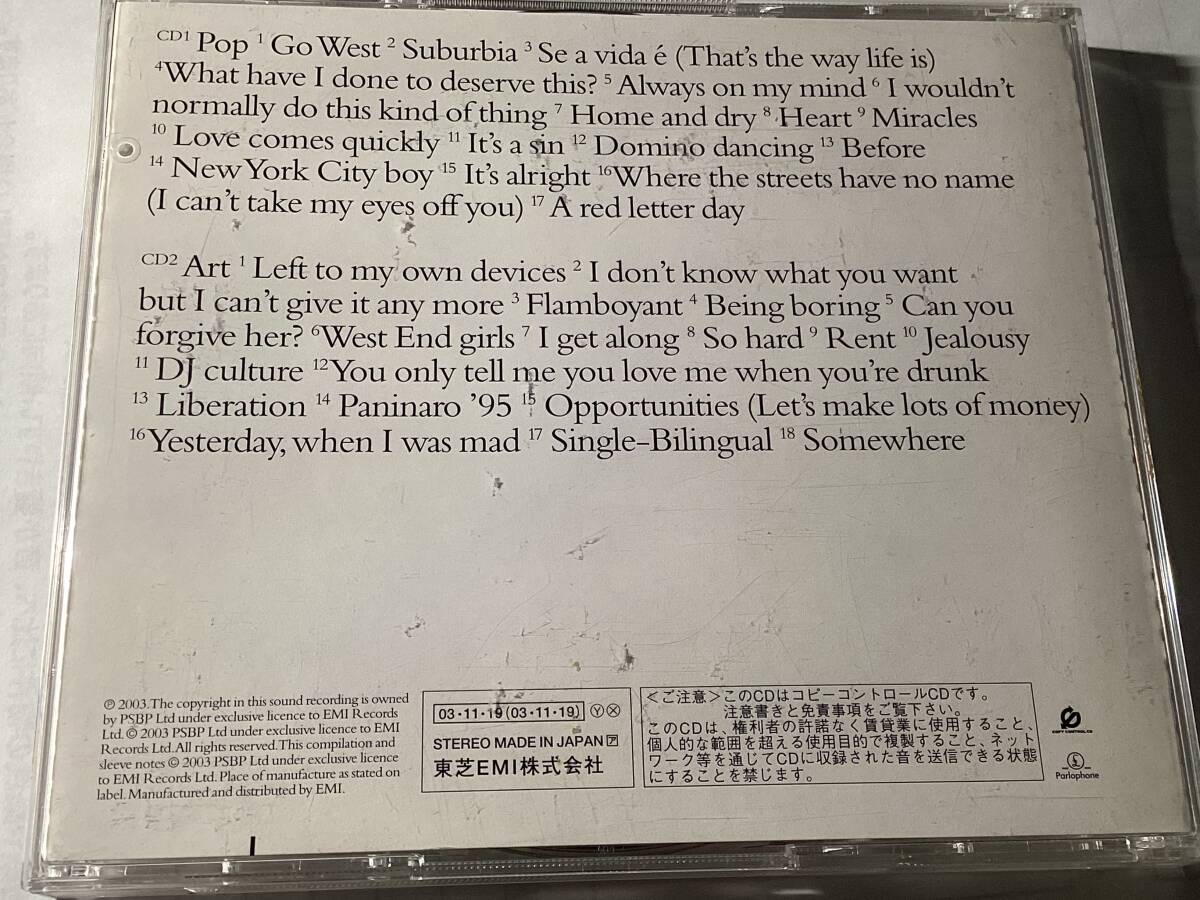 CD1 Pop 1 Go West 2 Suburbia 3 Se a vida é (That's the way life is)
4 What have I done to deserve this? 5 Always on my mind 6 I wouldn't
normally do this kind of thing 7 Home and dry 8 Heart 9 Miracles
10 Love comes quickly 11 It's a sin 12 Domino dancing 13 Before
14 New York City boy 15 It's alright 16 Where the streets have no name
(I can't take my eyes off you) 17 A red letter day
CD2 Art 1 Left to my own devices 2 I don't know what you want
but I can't give it any more 3 Flamboyant 4 Being boring 5 Can you
forgive her? 6 West End girls 7 I get along 8 So hard 9 Rent 10 Jealousy
11 DJ culture 12 You only tell me you love me when you're drunk
13 Liberation 14 Paninaro '95 15 Opportunities (Let's make lots of money)
16 Yesterday, when I was mad 17 Single-Bilingual 18 Somewhere
℗ 2003. The copyright in this sound recording is owned
by PSBP Ltd under exclusive licence to EMI Records
Ltd. © 2003 PSBP Ltd under exclusive licence to EMI
Records Ltd. All rights reserved. This compilation and
sleeve notes © 2003 PSBP Ltd under exclusive licence
to EMI Records Ltd. Place of manufacture as stated on
label. Manufactured and distributed by EMI.
03・11・19 (03・11・19) Ⓨ Ⓧ
STEREO MADE IN JAPAN ア
東芝EMI株式会社
<ご注意>このCDはコピーコントロールCDです。
注意書きと免責事項をご覧下さい。
このCDは、権利者の許諾なく賃貸業に使用すること、
個人的な範囲を超える使用目的で複製すること、ネット
ワーク等を通じてCDに収録された音を送信できる状態
にすることを禁じます。
COPY CONTROL CD
£
Parlophone